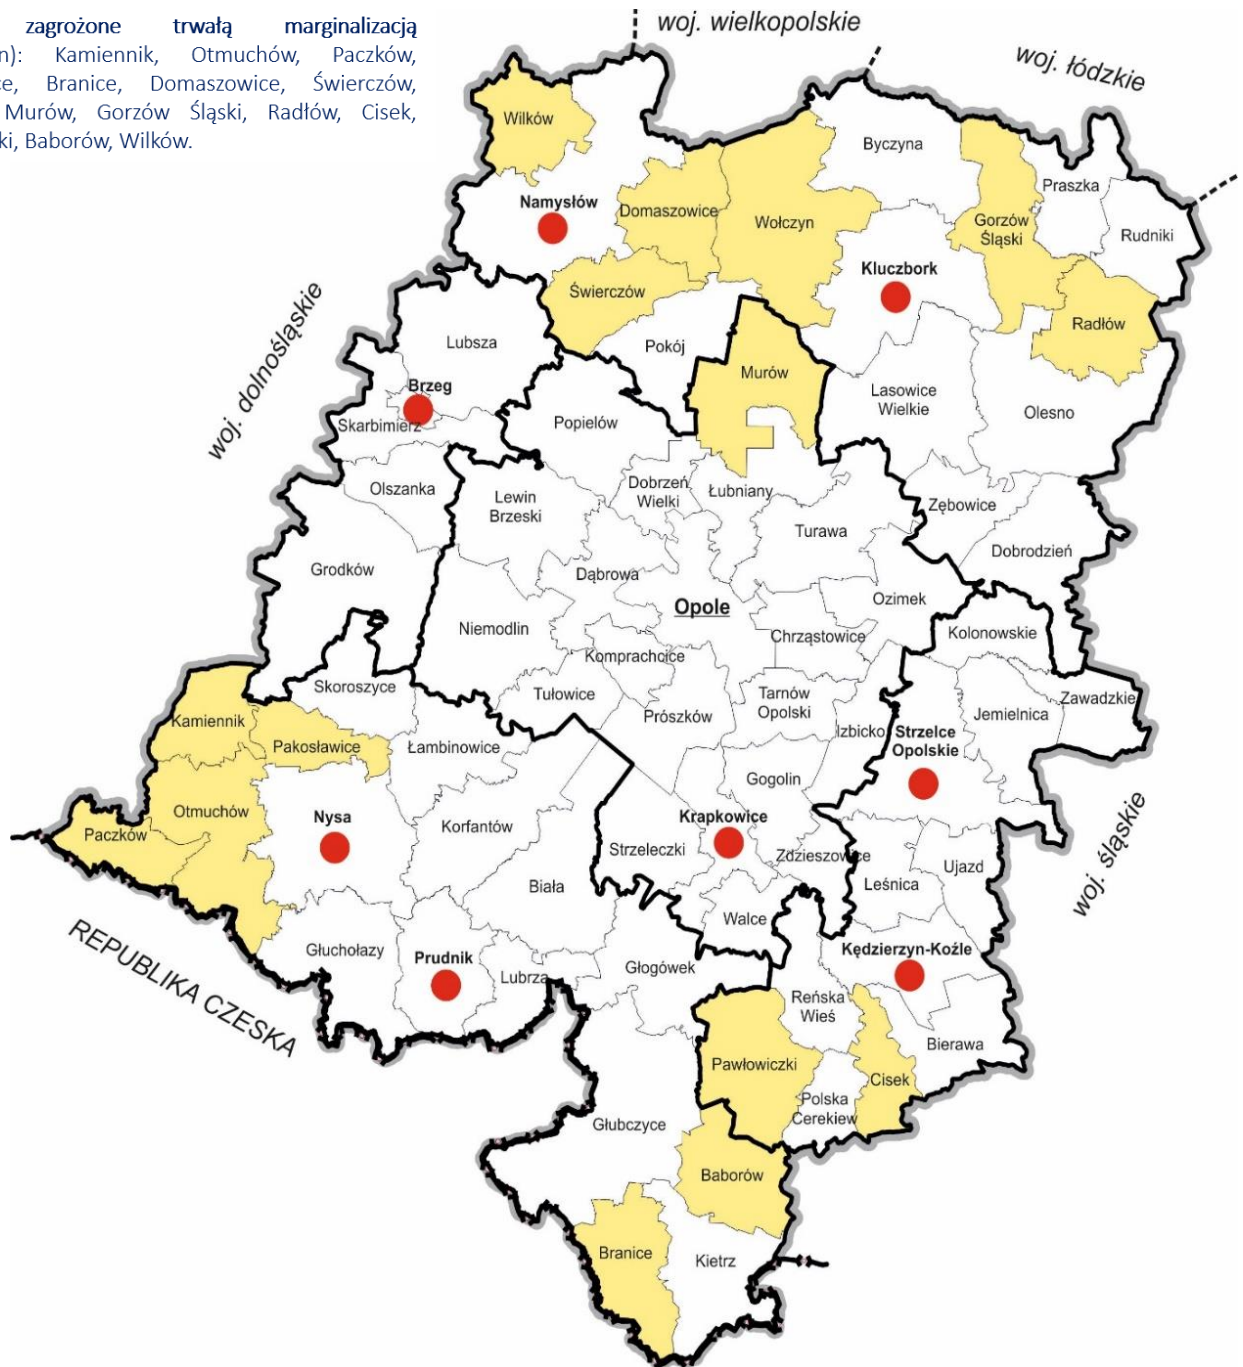 zagrożone trwałą marginalizacją
Kamiennik, Otmuchów, Paczków,
Branice, Domaszowice, Świerczów,
Murów, Gorzów Śląski, Radłów, Cisek,
Baborów, Wilków.
woj. wielkopolskie
woj. łódzkie
Wilków
Byczyna
Praszka
Namysłów
Domaszowice
Wołczyn
Gorzów
Śląski
Rudniki
Kluczbork
Świerczów
Radłów
woj. dolnośląskie
Lubsza
Pokój
Murów
Brzeg
Lasowice
Wielkie
Olesno
Skarbimierz
Popielów
Olszanka
Lewin
Brzeski
Dobrzeń
Wielki
Łubniany
Zębowice
Turawa
Dobrodzień
Grodków
Dąbrowa
Opole
Ozimek
Niemodlin
Chrząstowice
Kolonowskie
Komprachcice
Skoroszyce
Tułowice
Tarnów
Opolski
Zawadzkie
Kamiennik
Prószków
Jemielnica
Izbicko
Strzelce
Opolskie
Pakosławice
Łambinowice
Gogolin
Otmuchów
Nysa
Krapkowice
Paczków
Korfantów
Strzeleczki
Zdzieszowice
Ujazd
woj. śląskie
Biała
Leśnica
Walce
REPUBLIKA CZESKA
Głuchołazy
Prudnik
Lubrza
Głogówek
Kędzierzyn-Koźle
Reńska
Wieś
Bierawa
Pawłowiczki
Cisek
Polska
Cerekiew
Głubczyce
Baborów
Branice
Kietrz